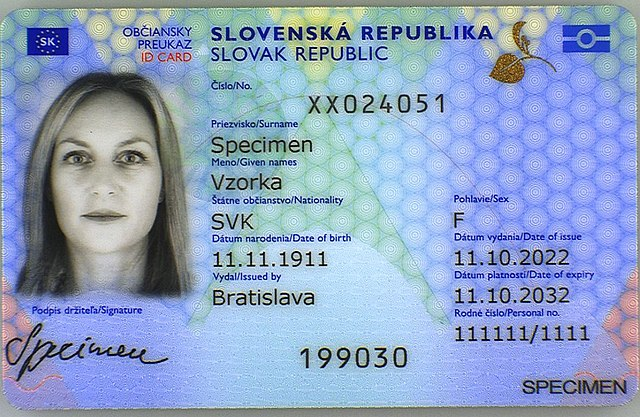 SK
OBČIANSKY
PREUKAZ
ID CARD
SLOVENSKÁ REPUBLIKA
SLOVAK REPUBLIC
Číslo/No.
XX024051
Priezvisko/Surname
Specimen
Meno/Given names
Vzorka
Štátne občianstvo/Nationality
SVK
Pohlavie/Sex
F
Dátum narodenia/Date of birth
11.11.1911
Dátum vydania/Date of issue
11.10.2022
Vydal/Issued by
Bratislava
Dátum platnosti/Date of expiry
11.10.2032
Rodné číslo/Personal no.
111111/1111
Podpis držiteľa/Signature
Specimen
199030
SPECIMEN